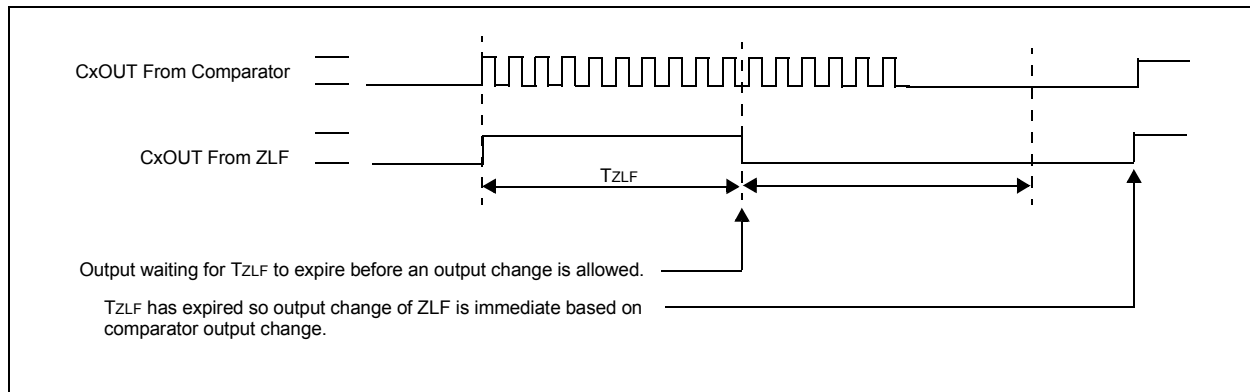 CxOUT From Comparator
CxOUT From ZLF
TZLF
Output waiting for TZLF to expire before an output change is allowed.
TZLF has expired so output change of ZLF is immediate based on
comparator output change.